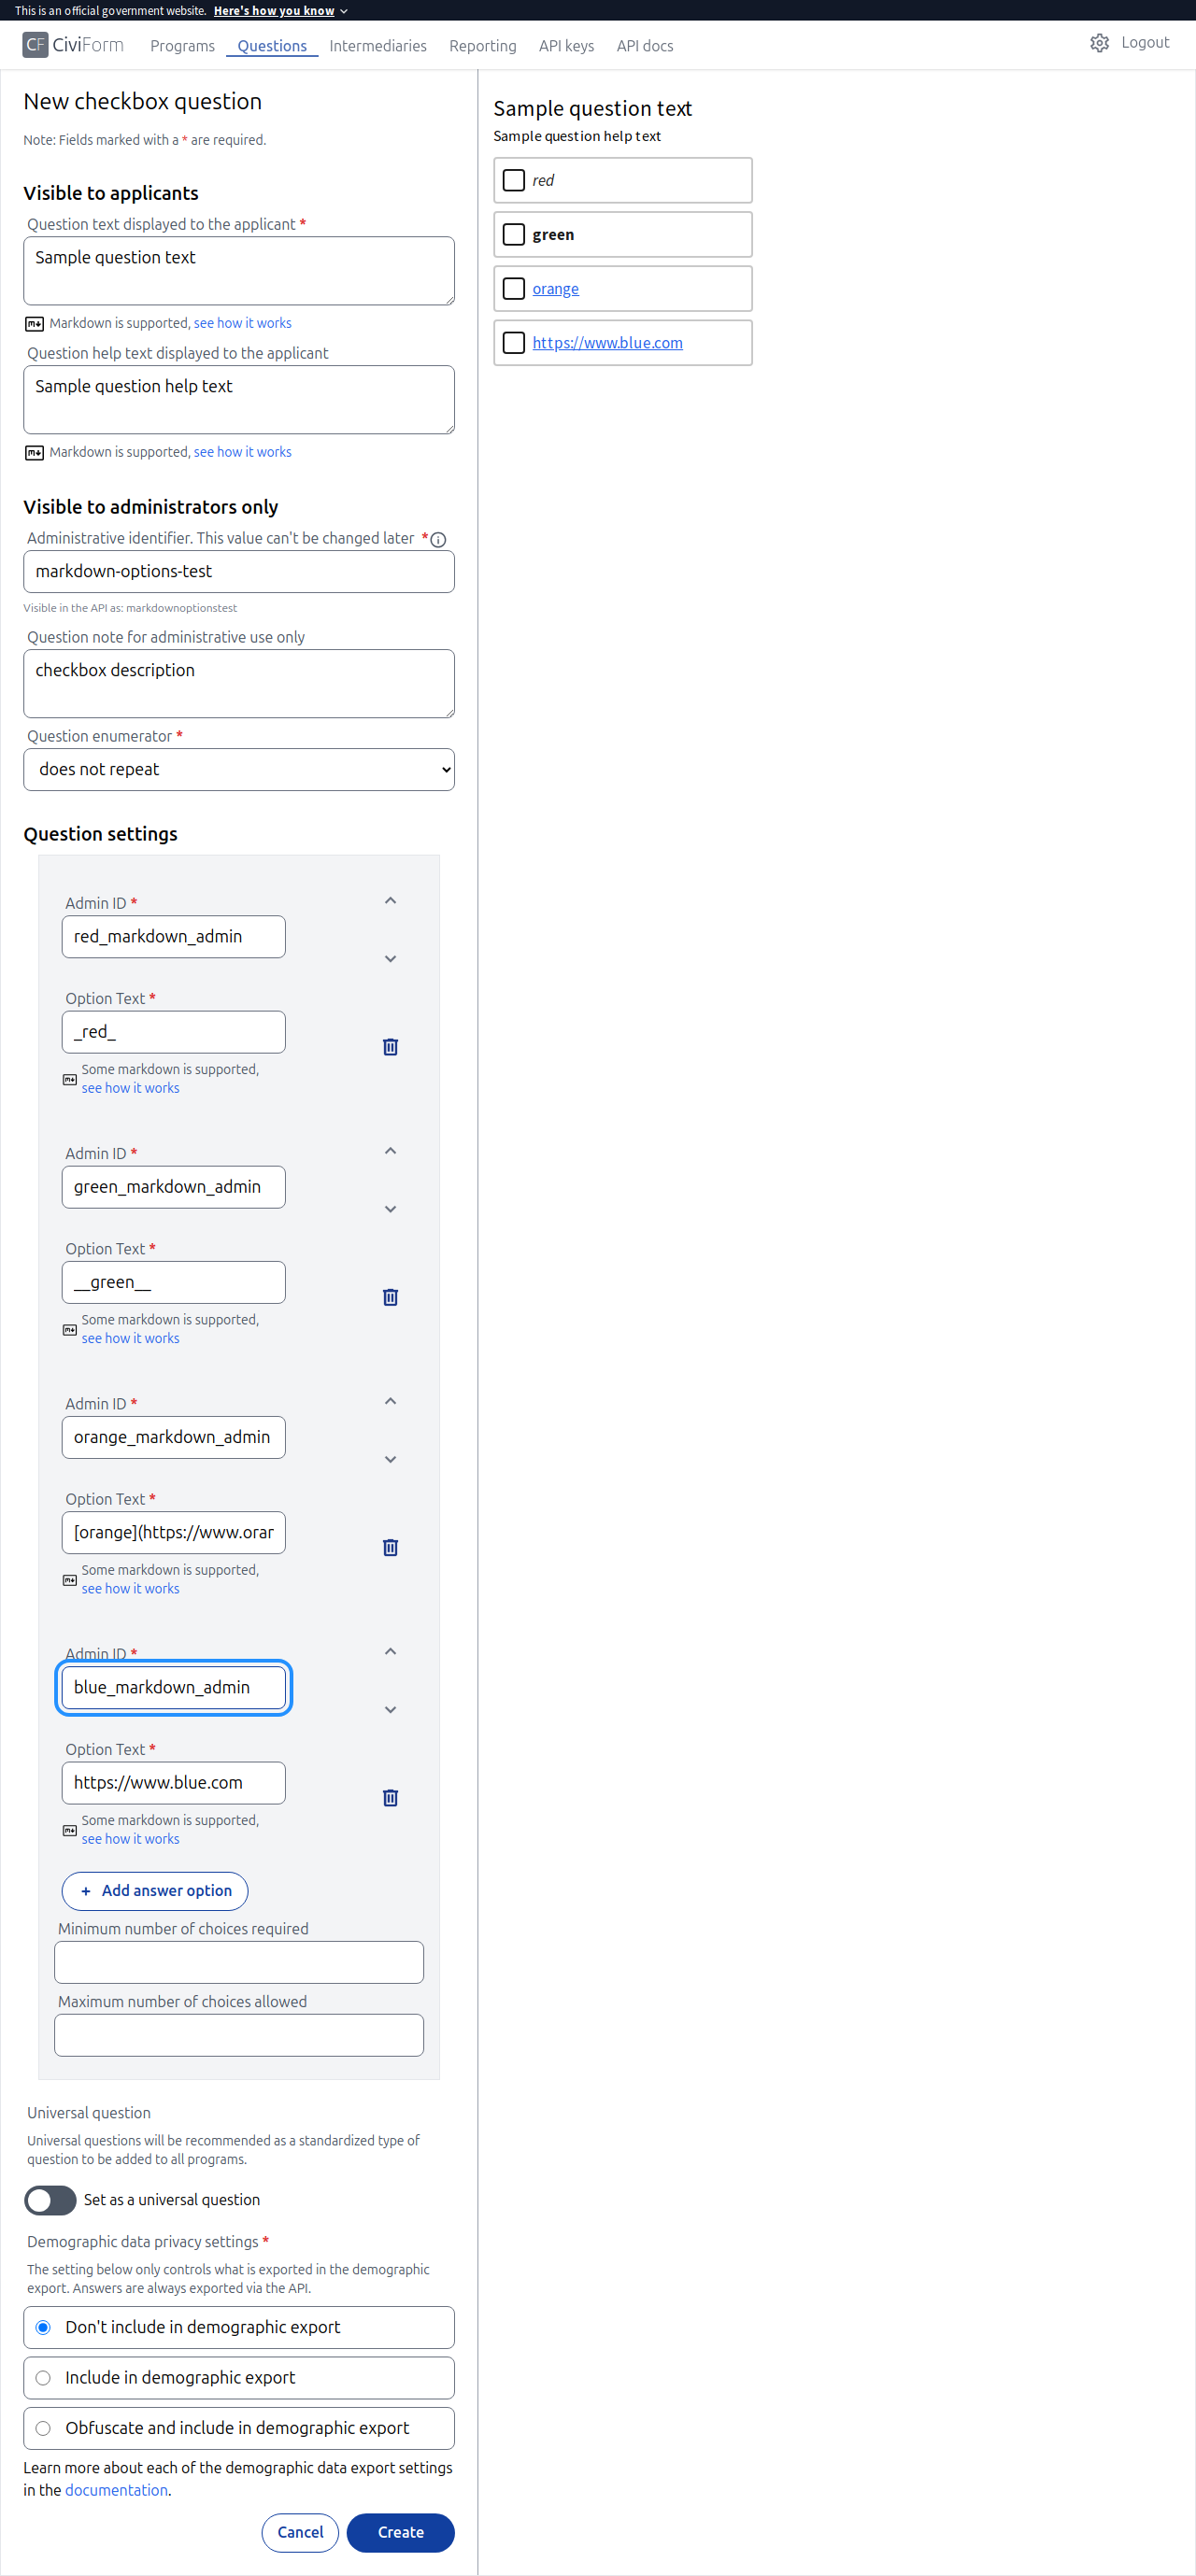 This is an official government website. Here's how you know
CF CiviForm Programs Questions Intermediaries Reporting API keys API docs Logout
New checkbox question
Note: Fields marked with a * are required.
Visible to applicants
Question text displayed to the applicant *
Sample question text
Markdown is supported, see how it works
Question help text displayed to the applicant
Sample question help text
Markdown is supported, see how it works
Visible to administrators only
Administrative identifier. This value can't be changed later *
markdown-options-test
Visible in the API as: markdownoptionstest
Question note for administrative use only
checkbox description
Question enumerator *
does not repeat
Question settings
Admin ID *
red_markdown_admin
Option Text *
_red_
Some markdown is supported,
see how it works
Admin ID *
green_markdown_admin
Option Text *
__green__
Some markdown is supported,
see how it works
Admin ID *
orange_markdown_admin
Option Text *
[orange](https://www.orar
Some markdown is supported,
see how it works
Admin ID *
blue_markdown_admin
Option Text *
https://www.blue.com
Some markdown is supported,
see how it works
+ Add answer option
Minimum number of choices required
Maximum number of choices allowed
Universal question
Universal questions will be recommended as a standardized type of
question to be added to all programs.
Set as a universal question
Demographic data privacy settings *
The setting below only controls what is exported in the demographic
export. Answers are always exported via the API.
Don't include in demographic export
Include in demographic export
Obfuscate and include in demographic export
Learn more about each of the demographic data export settings
in the documentation.
Cancel Create
Sample question text
Sample question help text
red
green
orange
https://www.blue.com